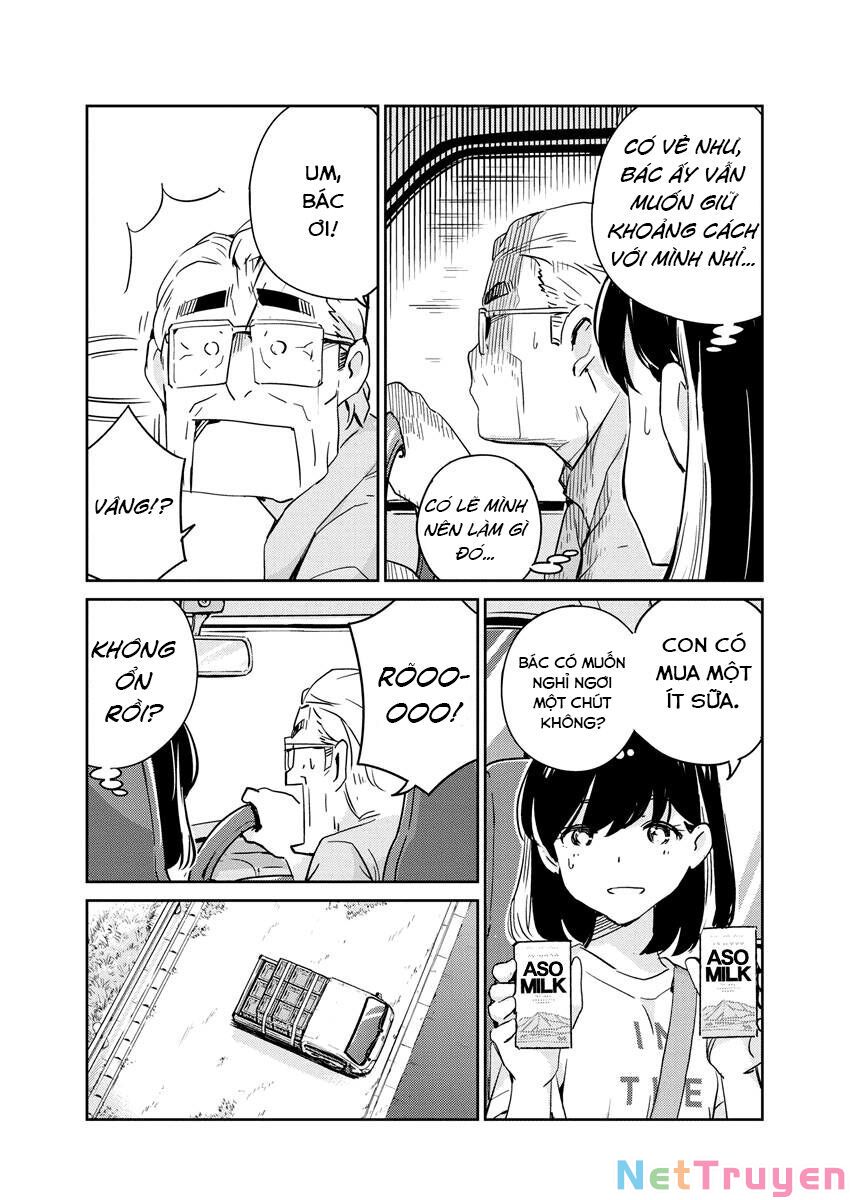 CÓ VẺ NHƯ,
BÁC ẤY VẪN
MUỐN GIỮ
KHOẢNG CÁCH
VỚI MÌNH NHỈ...
CÓ LẼ MÌNH
NÊN LÀM GÌ
ĐÓ...
UM,
BÁC
ƠI!
VÂNG!?
CON CÓ
MUA MỘT
ÍT SỮA.
BÁC CÓ MUỐN
NGHỈ NGƠI
MỘT CHÚT
KHÔNG?
ASO
MILK
ASO
MILK
IN
THE
RÕOO-
OOO!
KHÔNG
ỔN
RỒI?
NetTruyen